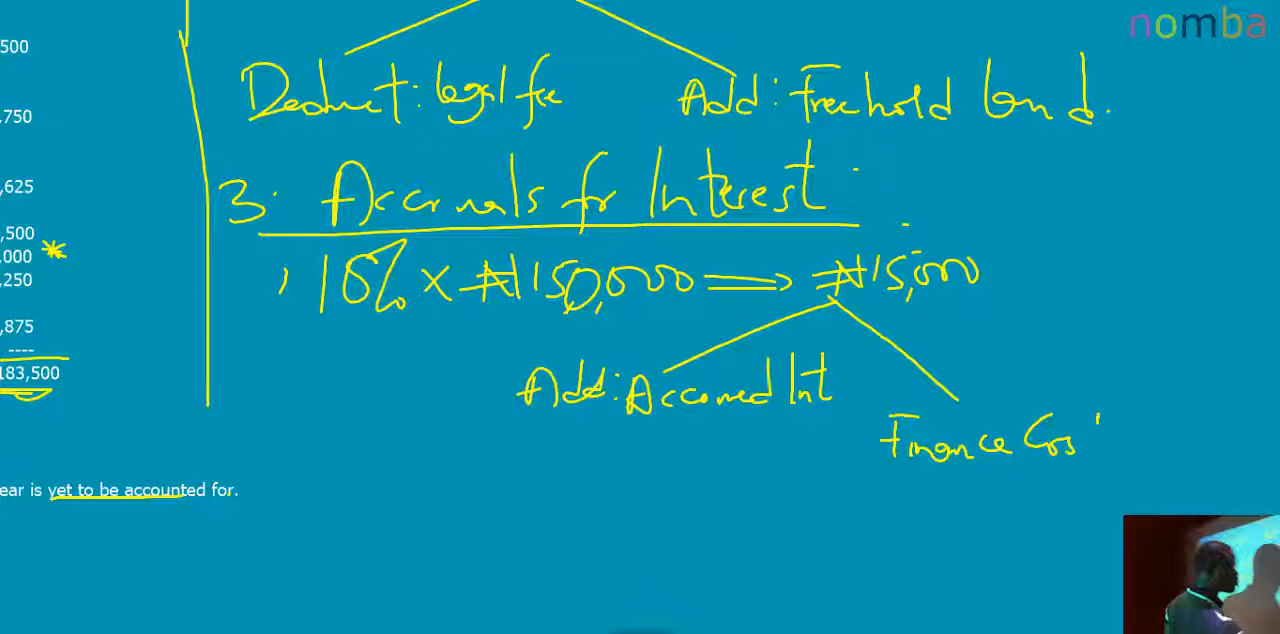 nomba
500
Deduct: legal fee Add: Freehold land.
,750
,625
3. Accruals for Interest
,500
,000 *
10% × ₦150,000 ⟹ ₦15,000
,250
,875
----
183,500
Add: Accrued Int
Finance Cos
ear is yet to be accounted for.